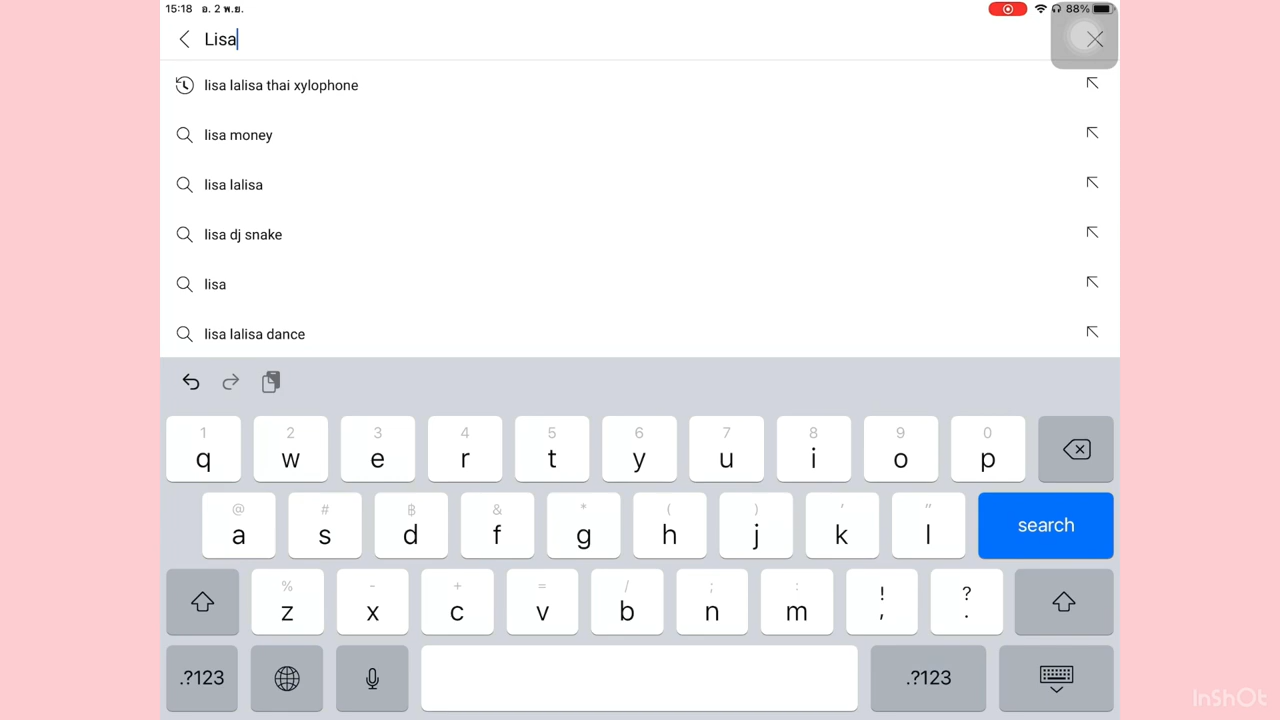 15:18 อ. 2 พ.ย. 88%
Lisa
lisa lalisa thai xylophone
lisa money
lisa lalisa
lisa dj snake
lisa
lisa lalisa dance
1 2 3 4 5 6 7 8 9 0
q w e r t y u i o p
@ # ฿ & * ( ) ' "
a s d f g h j k l search
% - + = / ; : ! ?
z x c v b n m , .
.?123 .?123
InShOt